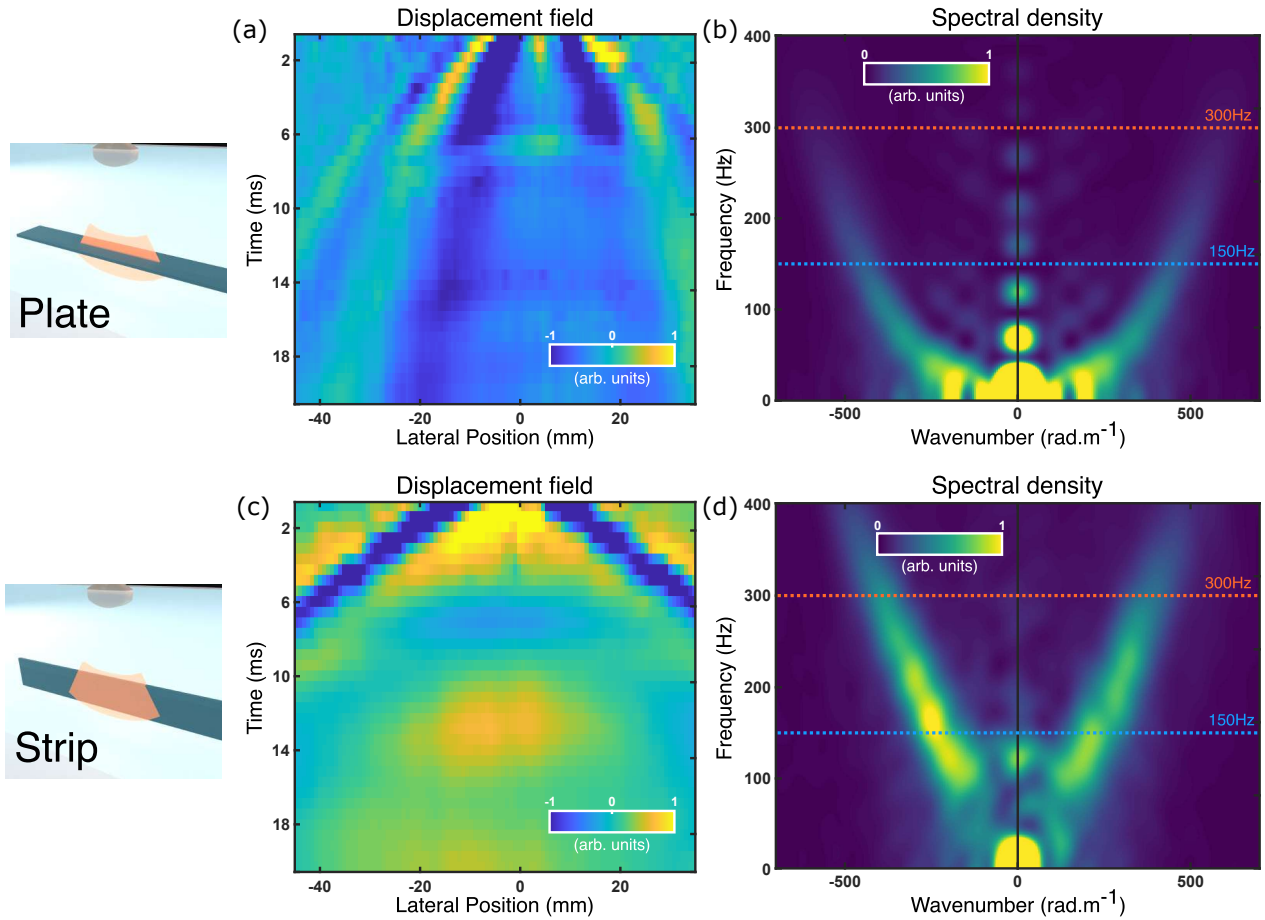 (a)
Displacement field
2
6
10
14
18
Time (ms)
-40
-20
0
20
Lateral Position (mm)
-1
0
1
(arb. units)
(b)
Spectral density
400
300
200
100
0
Frequency (Hz)
0
1
(arb. units)
300Hz
150Hz
-500
0
500
Wavenumber (rad.m⁻¹)
Plate
(c)
Displacement field
2
6
10
14
18
Time (ms)
-40
-20
0
20
Lateral Position (mm)
-1
0
1
(arb. units)
(d)
Spectral density
400
300
200
100
0
Frequency (Hz)
0
1
(arb. units)
300Hz
150Hz
-500
0
500
Wavenumber (rad.m⁻¹)
Strip